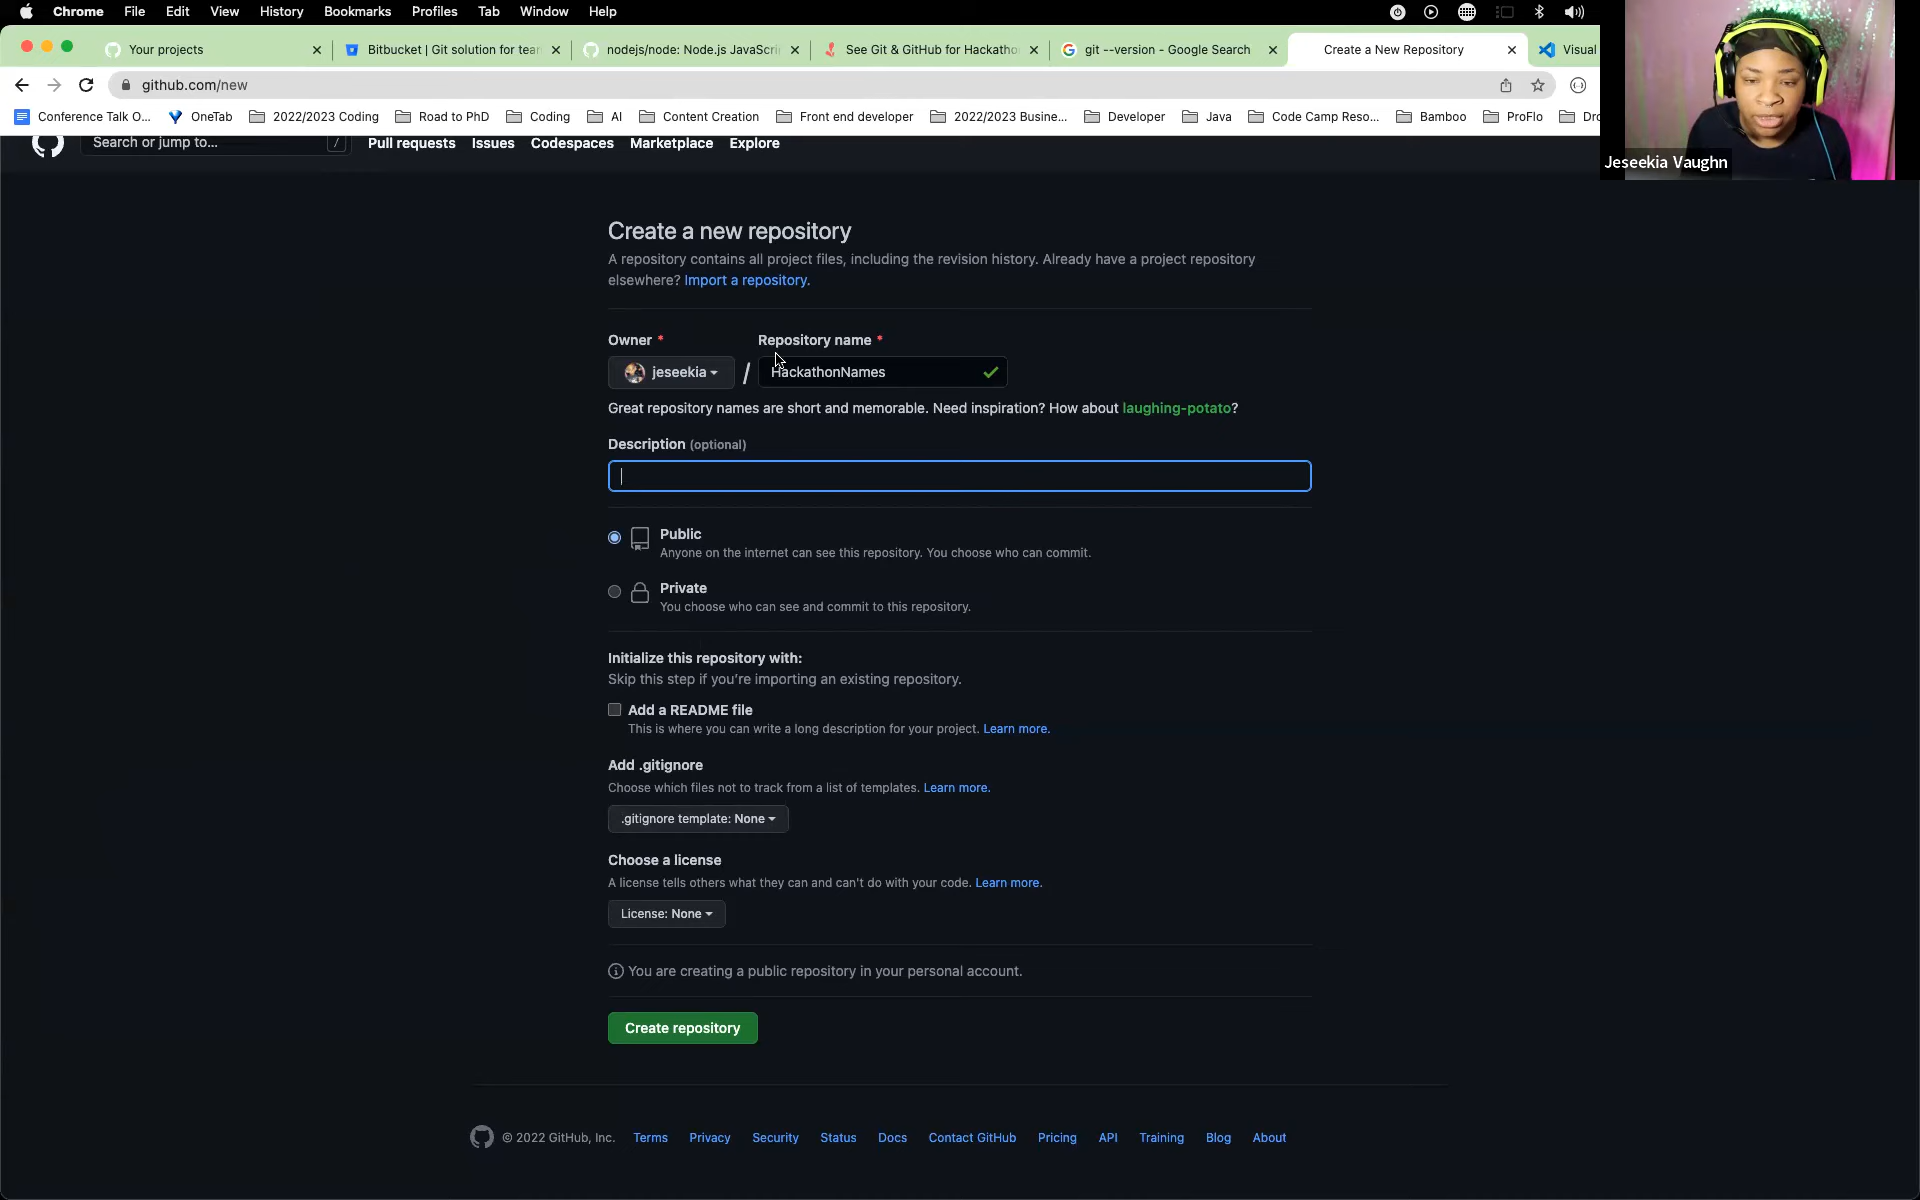 Chrome File Edit View History Bookmarks Profiles Tab Window Help
Your projects
Bitbucket | Git solution for tea
nodejs/node: Node.js JavaScri
See Git & GitHub for Hackatho
git --version - Google Search
Create a New Repository
Visual
github.com/new
Conference Talk O... OneTab 2022/2023 Coding Road to PhD Coding AI Content Creation Front end developer 2022/2023 Busine... Developer Java Code Camp Reso... Bamboo ProFlo Dro
Jeseekia Vaughn
Search or jump to... / Pull requests Issues Codespaces Marketplace Explore
Create a new repository
A repository contains all project files, including the revision history. Already have a project repository
elsewhere? Import a repository.
Owner * Repository name *
jeseekia / HackathonNames
Great repository names are short and memorable. Need inspiration? How about laughing-potato?
Description (optional)
Public
Anyone on the internet can see this repository. You choose who can commit.
Private
You choose who can see and commit to this repository.
Initialize this repository with:
Skip this step if you're importing an existing repository.
Add a README file
This is where you can write a long description for your project. Learn more.
Add .gitignore
Choose which files not to track from a list of templates. Learn more.
.gitignore template: None
Choose a license
A license tells others what they can and can't do with your code. Learn more.
License: None
You are creating a public repository in your personal account.
Create repository
© 2022 GitHub, Inc. Terms Privacy Security Status Docs Contact GitHub Pricing API Training Blog About